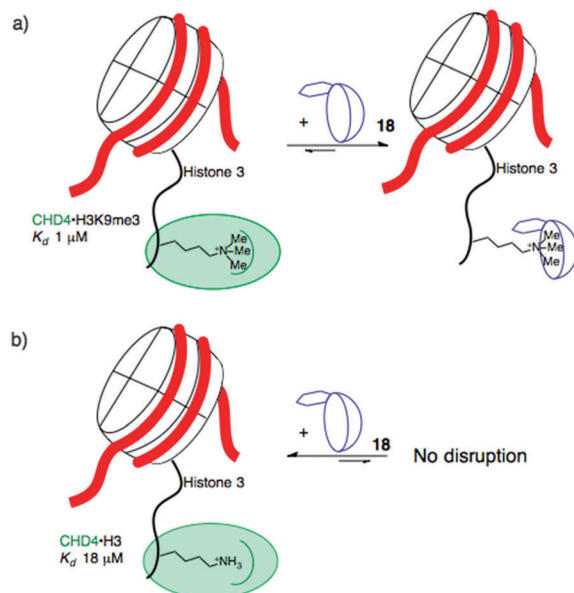 a)
+
18
Histone 3
Histone 3
CHD4•H3K9me3
Kd 1 μM
Me
+N-Me
Me
Me
N-Me
+
Me
b)
+
18
No disruption
Histone 3
CHD4•H3
Kd 18 μM
+NH3